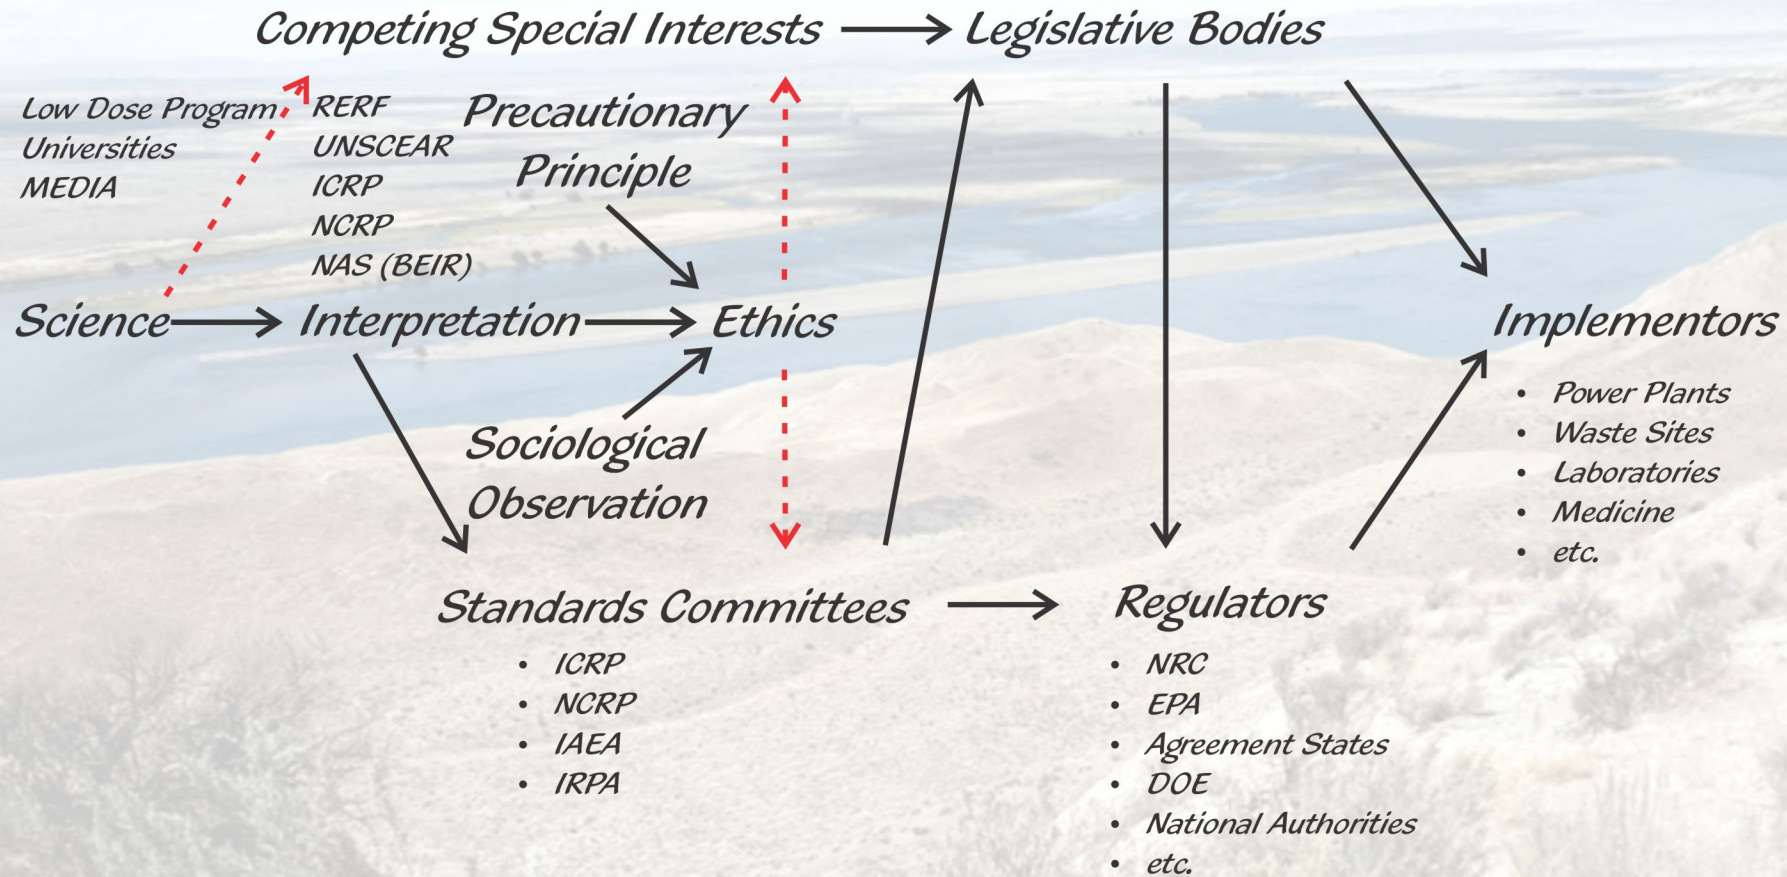 Competing Special Interests
Legislative Bodies
Low Dose Program
Universities
MEDIA
RERF
UNSCEAR
ICRP
NCRP
NAS (BEIR)
Precautionary
Principle
Science
Interpretation
Ethics
Implementors
Sociological
Observation
• Power Plants
• Waste Sites
• Laboratories
• Medicine
• etc.
Standards Committees
• ICRP
• NCRP
• IAEA
• IRPA
Regulators
• NRC
• EPA
• Agreement States
• DOE
• National Authorities
• etc.